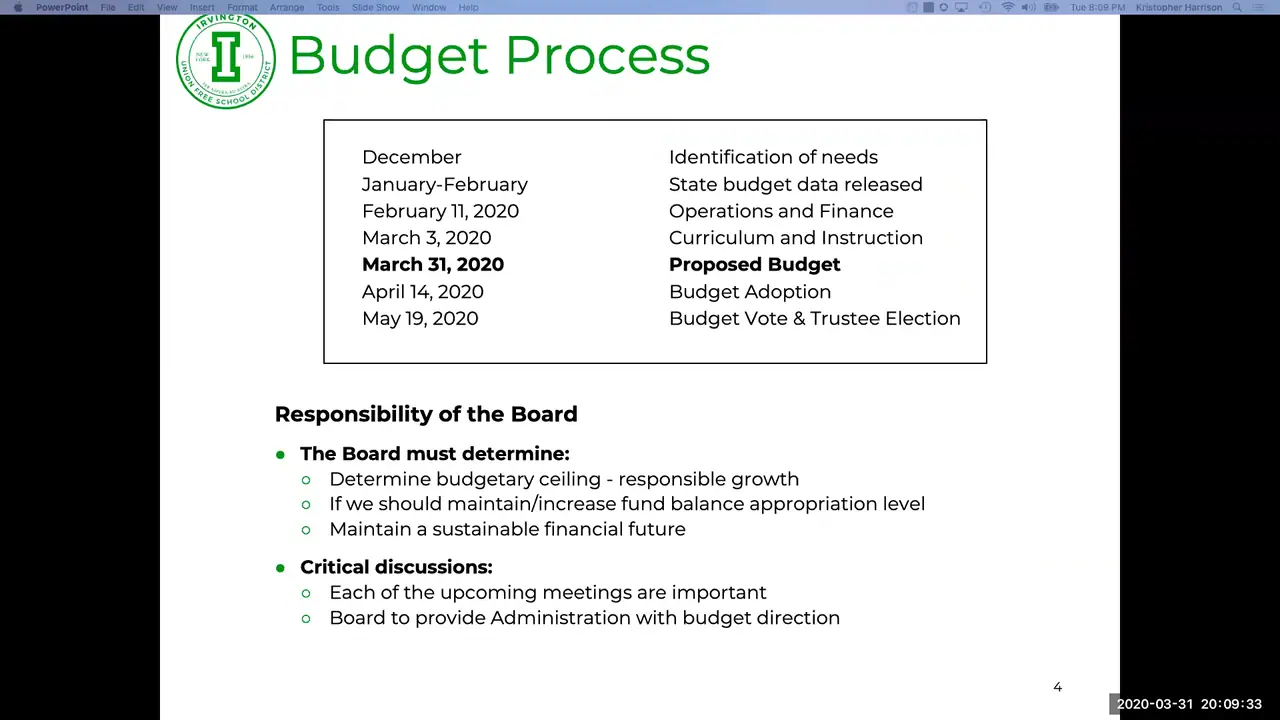 PowerPoint File Edit View Insert Format Arrange Tools Slide Show Window Help Tue 8:09 PM Kristopher Harrison
IRVINGTON
NEW YORK 1956
UNION FREE SCHOOL DISTRICT
Budget Process
December Identification of needs
January-February State budget data released
February 11, 2020 Operations and Finance
March 3, 2020 Curriculum and Instruction
March 31, 2020 Proposed Budget
April 14, 2020 Budget Adoption
May 19, 2020 Budget Vote & Trustee Election
Responsibility of the Board
● The Board must determine:
○ Determine budgetary ceiling - responsible growth
○ If we should maintain/increase fund balance appropriation level
○ Maintain a sustainable financial future
● Critical discussions:
○ Each of the upcoming meetings are important
○ Board to provide Administration with budget direction
4
2020-03-31 20:09:33